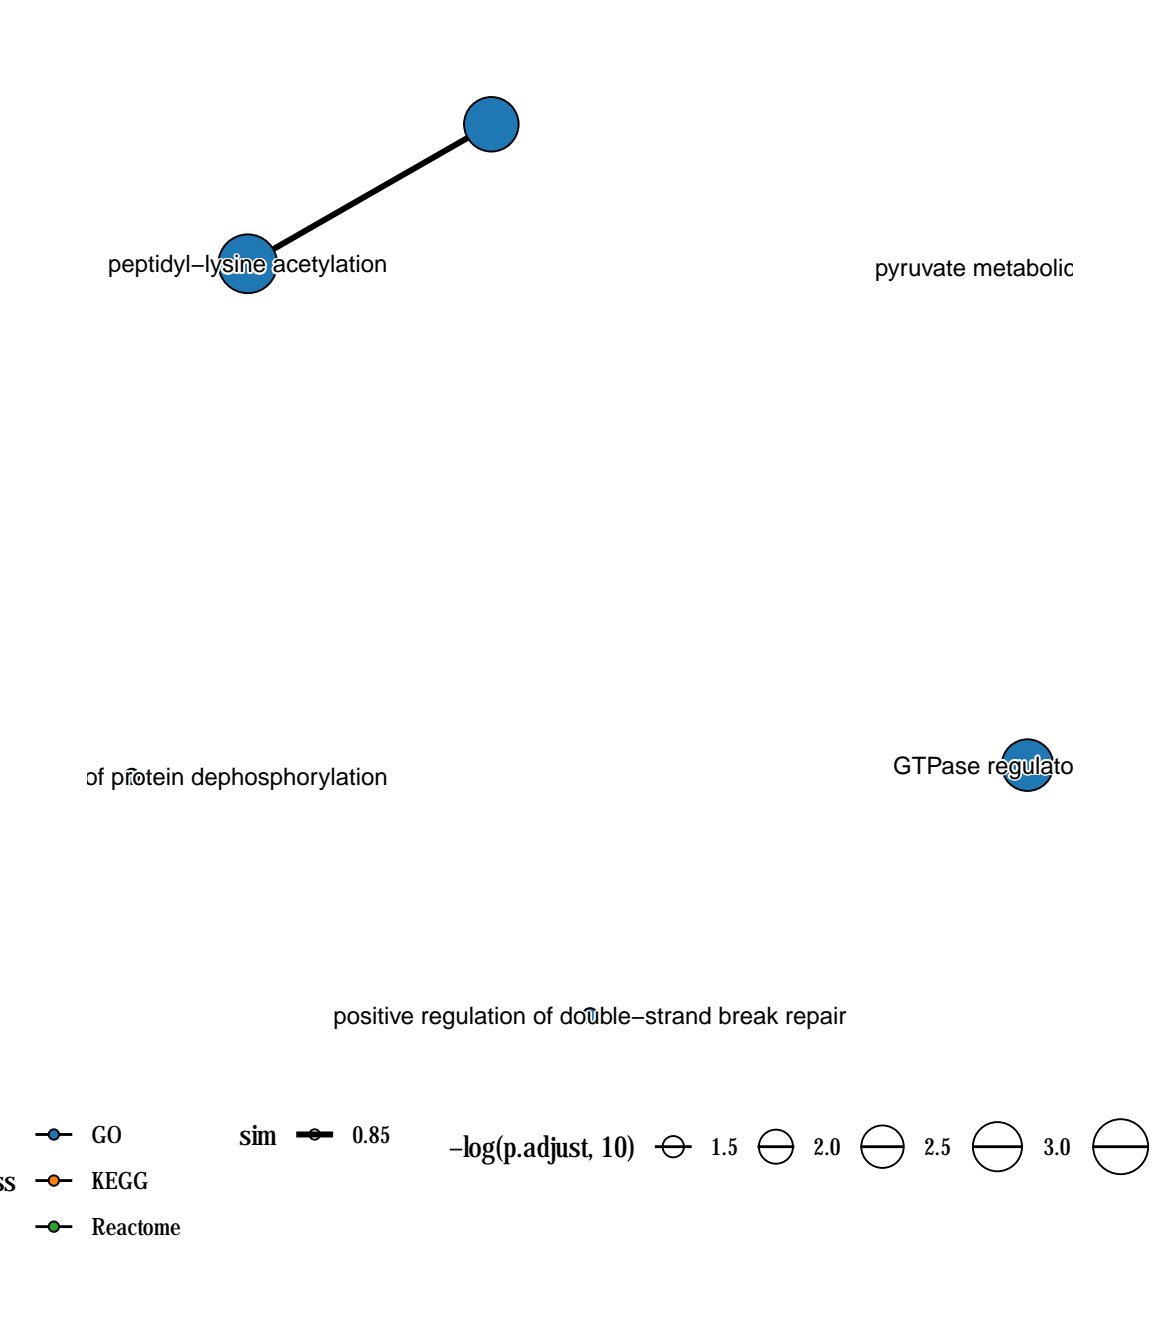 peptidyl−lysine acetylation
pyruvate metabolic
of protein dephosphorylation
GTPase regulato
positive regulation of double−strand break repair
ss
GO
KEGG
Reactome
sim
0.85
−log(p.adjust, 10)
1.5
2.0
2.5
3.0